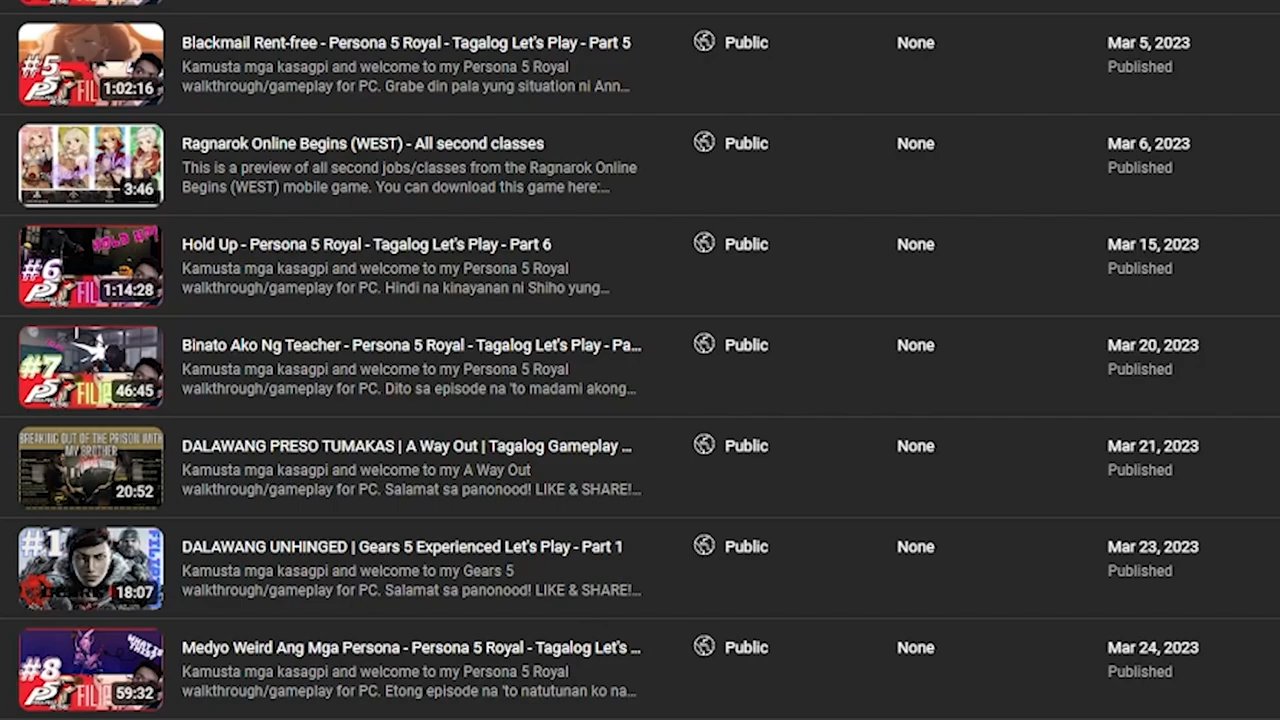 #5
FIL
1:02:16
Blackmail Rent-free - Persona 5 Royal - Tagalog Let's Play - Part 5
Kamusta mga kasagpi and welcome to my Persona 5 Royal
walkthrough/gameplay for PC. Grabe din pala yung situation ni Ann...
Public
None
Mar 5, 2023
Published
3:46
Ragnarok Online Begins (WEST) - All second classes
This is a preview of all second jobs/classes from the Ragnarok Online
Begins (WEST) mobile game. You can download this game here:...
Public
None
Mar 6, 2023
Published
HOLD UP!
#6
FIL
1:14:28
Hold Up - Persona 5 Royal - Tagalog Let's Play - Part 6
Kamusta mga kasagpi and welcome to my Persona 5 Royal
walkthrough/gameplay for PC. Hindi na kinayanan ni Shiho yung...
Public
None
Mar 15, 2023
Published
#7
FILI
46:45
Binato Ako Ng Teacher - Persona 5 Royal - Tagalog Let's Play - Pa...
Kamusta mga kasagpi and welcome to my Persona 5 Royal
walkthrough/gameplay for PC. Dito sa episode na 'to madami akong...
Public
None
Mar 20, 2023
Published
BREAKING OUT OF THE PRISON WITH
MY BROTHER
20:52
DALAWANG PRESO TUMAKAS | A Way Out | Tagalog Gameplay ...
Kamusta mga kasagpi and welcome to my A Way Out
walkthrough/gameplay for PC. Salamat sa panonood! LIKE & SHARE!...
Public
None
Mar 21, 2023
Published
#1
18:07
DALAWANG UNHINGED | Gears 5 Experienced Let's Play - Part 1
Kamusta mga kasagpi and welcome to my Gears 5
walkthrough/gameplay for PC. Salamat sa panonood! LIKE & SHARE!...
Public
None
Mar 23, 2023
Published
#8
FILI
59:32
Medyo Weird Ang Mga Persona - Persona 5 Royal - Tagalog Let's ...
Kamusta mga kasagpi and welcome to my Persona 5 Royal
walkthrough/gameplay for PC. Etong episode na 'to natutunan ko na...
Public
None
Mar 24, 2023
Published